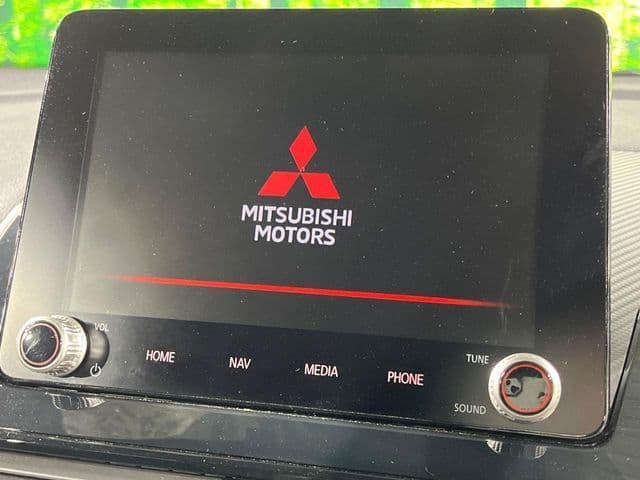 MITSUBISHI
MOTORS
VOL
HOME
NAV
MEDIA
PHONE
TUNE
SOUND